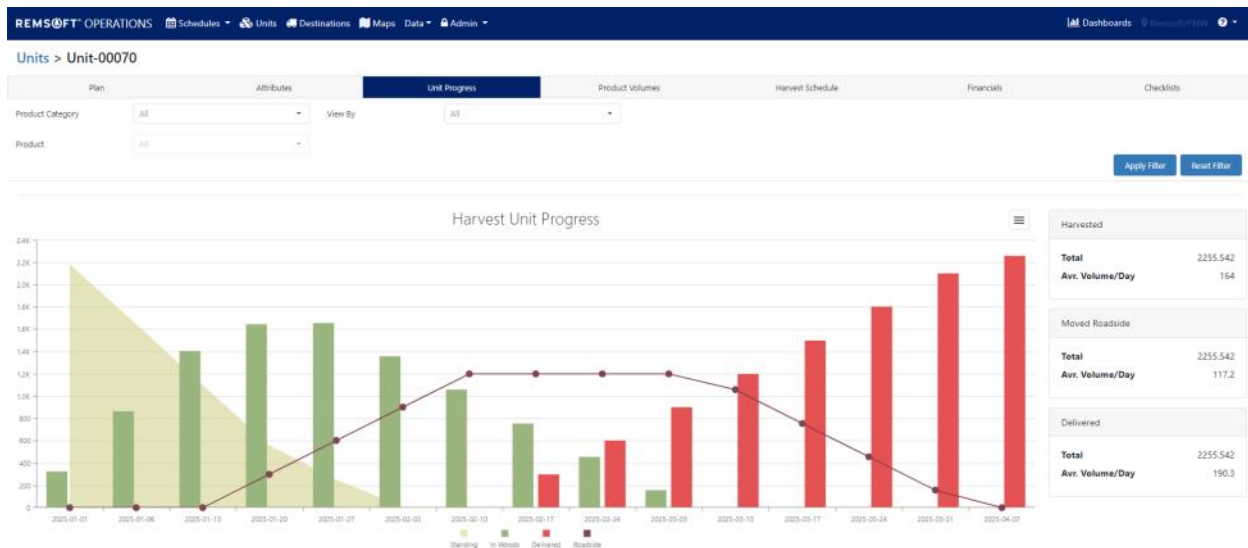 REMSOFT® OPERATIONS Schedules Units Destinations Maps Data Admin Dashboards
Units > Unit-00070
Plan Attributes Unit Progress Product Volumes Harvest Schedule Financials Checklists
Product Category All View By All
Product All
Apply Filter Reset Filter
Harvest Unit Progress
2.4K
2.2K
2K
1.8K
1.6K
1.4K
1.2K
1.0K
800
600
400
200
0
2025-01-01 2025-01-06 2025-01-13 2025-01-20 2025-01-27 2025-02-03 2025-02-10 2025-02-17 2025-02-24 2025-03-03 2025-03-10 2025-03-17 2025-03-24 2025-03-31 2025-04-07
Standing In Woods Delivered Roadside
Harvested
Total 2255.542
Avr. Volume/Day 164
Moved Roadside
Total 2255.542
Avr. Volume/Day 117.2
Delivered
Total 2255.542
Avr. Volume/Day 190.3